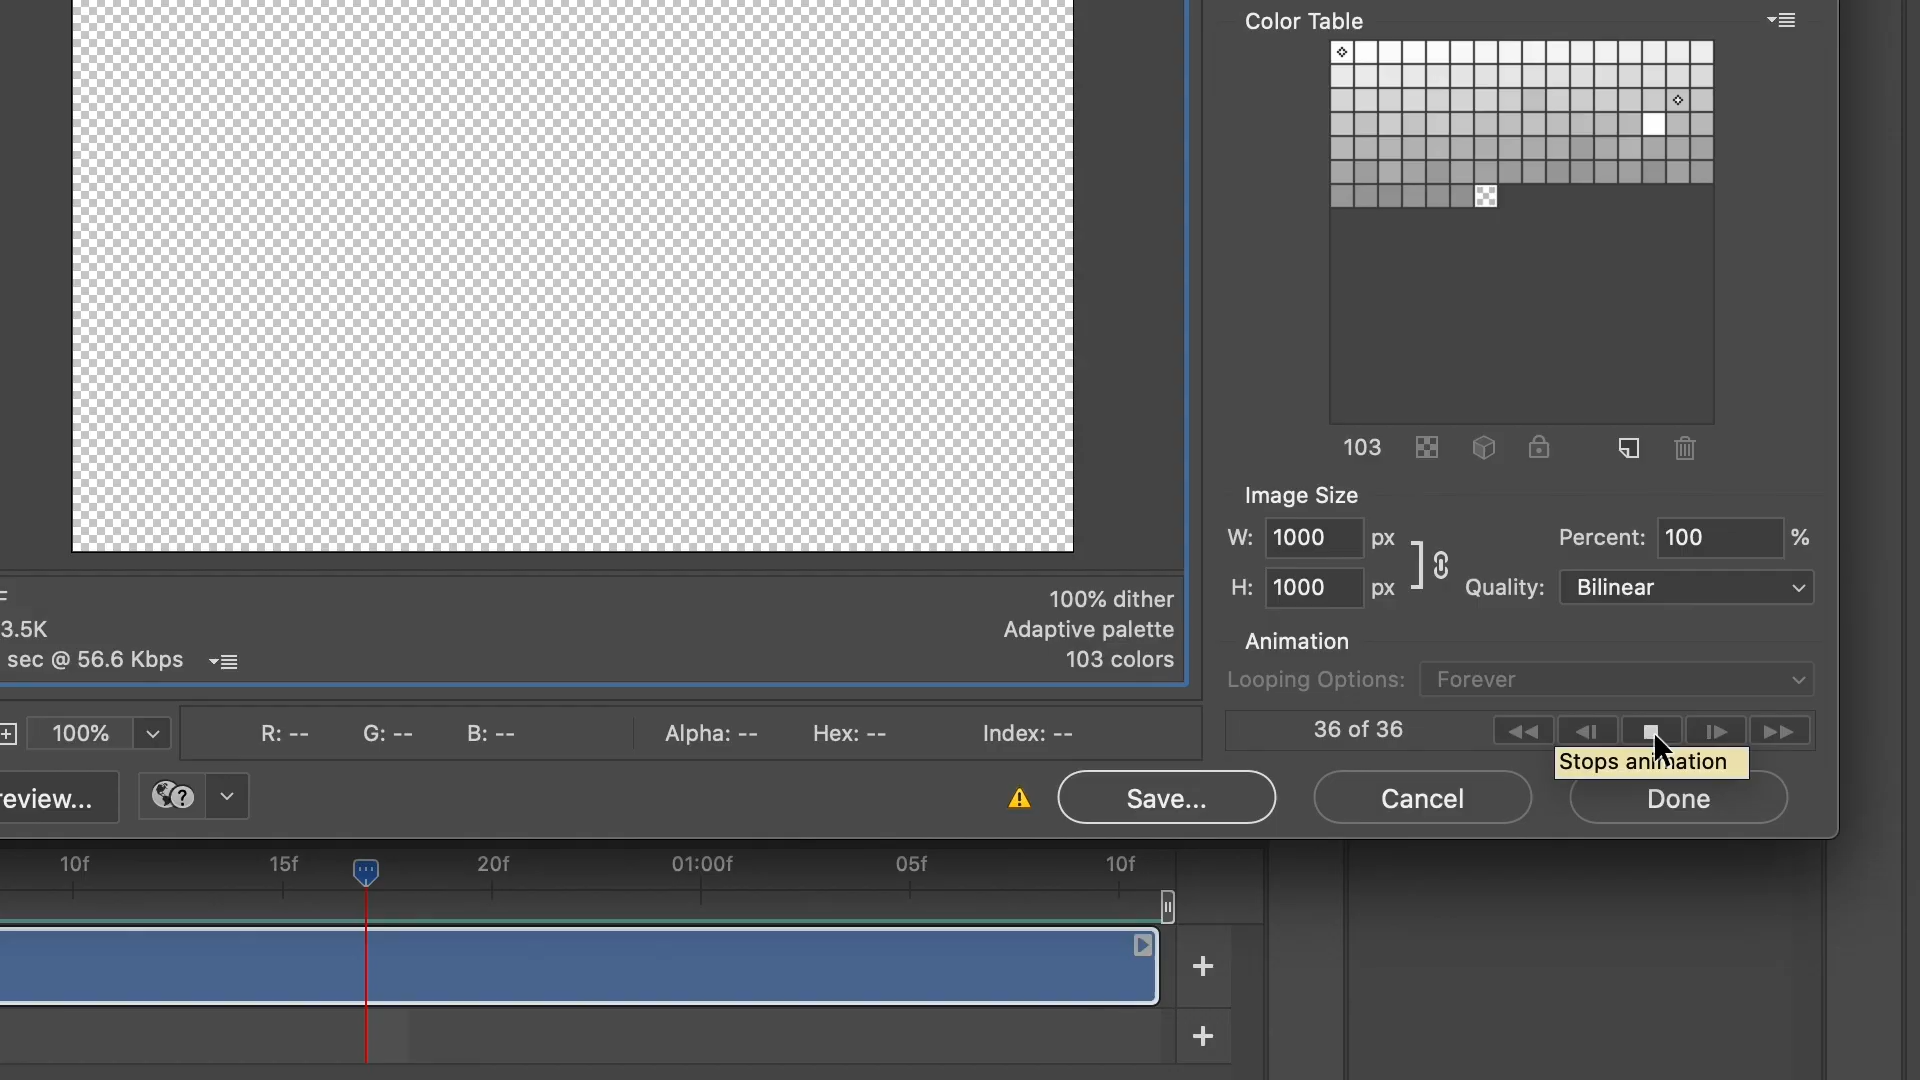 Color Table
103
Image Size
W: 1000 px
Percent: 100 %
H: 1000 px
Quality: Bilinear
100% dither
3.5K
Adaptive palette
sec @ 56.6 Kbps
103 colors
Animation
Looping Options: Forever
100%
R: --
G: --
B: --
Alpha: --
Hex: --
Index: --
36 of 36
Stops animation
review...
Save...
Cancel
Done
10f
15f
20f
01:00f
05f
10f